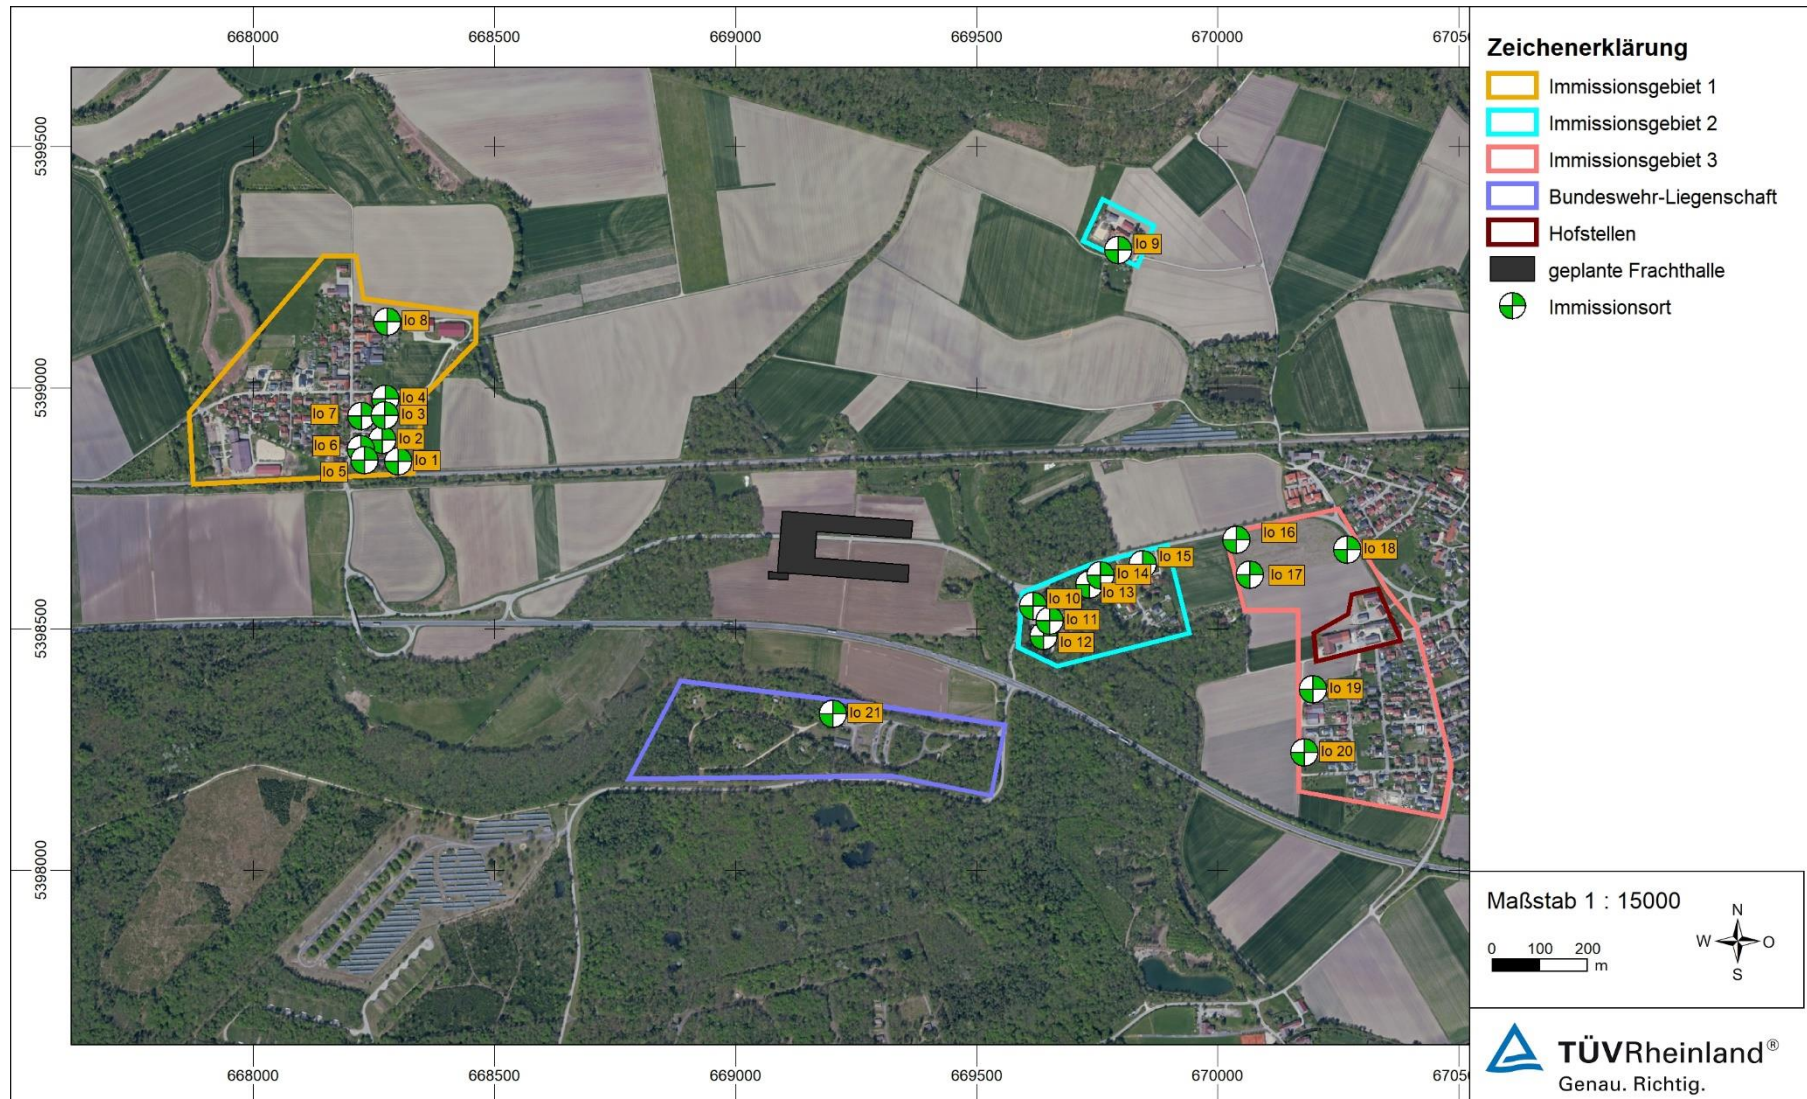 668000
668500
669000
669500
670000
67050
5399500
5399000
5398500
5398000
Io 9
Io 8
Io 4
Io 7
Io 3
Io 6
Io 2
Io 5
Io 1
Io 16
Io 18
Io 15
Io 14
Io 17
Io 13
Io 10
Io 11
Io 12
Io 19
Io 21
Io 20
668000
668500
669000
669500
670000
67050
Zeichenerklärung
Immissionsgebiet 1
Immissionsgebiet 2
Immissionsgebiet 3
Bundeswehr-Liegenschaft
Hofstellen
geplante Frachthalle
Immissionsort
Maßstab 1 : 15000
0 100 200
m
N
W O
S
TÜVRheinland®
Genau. Richtig.